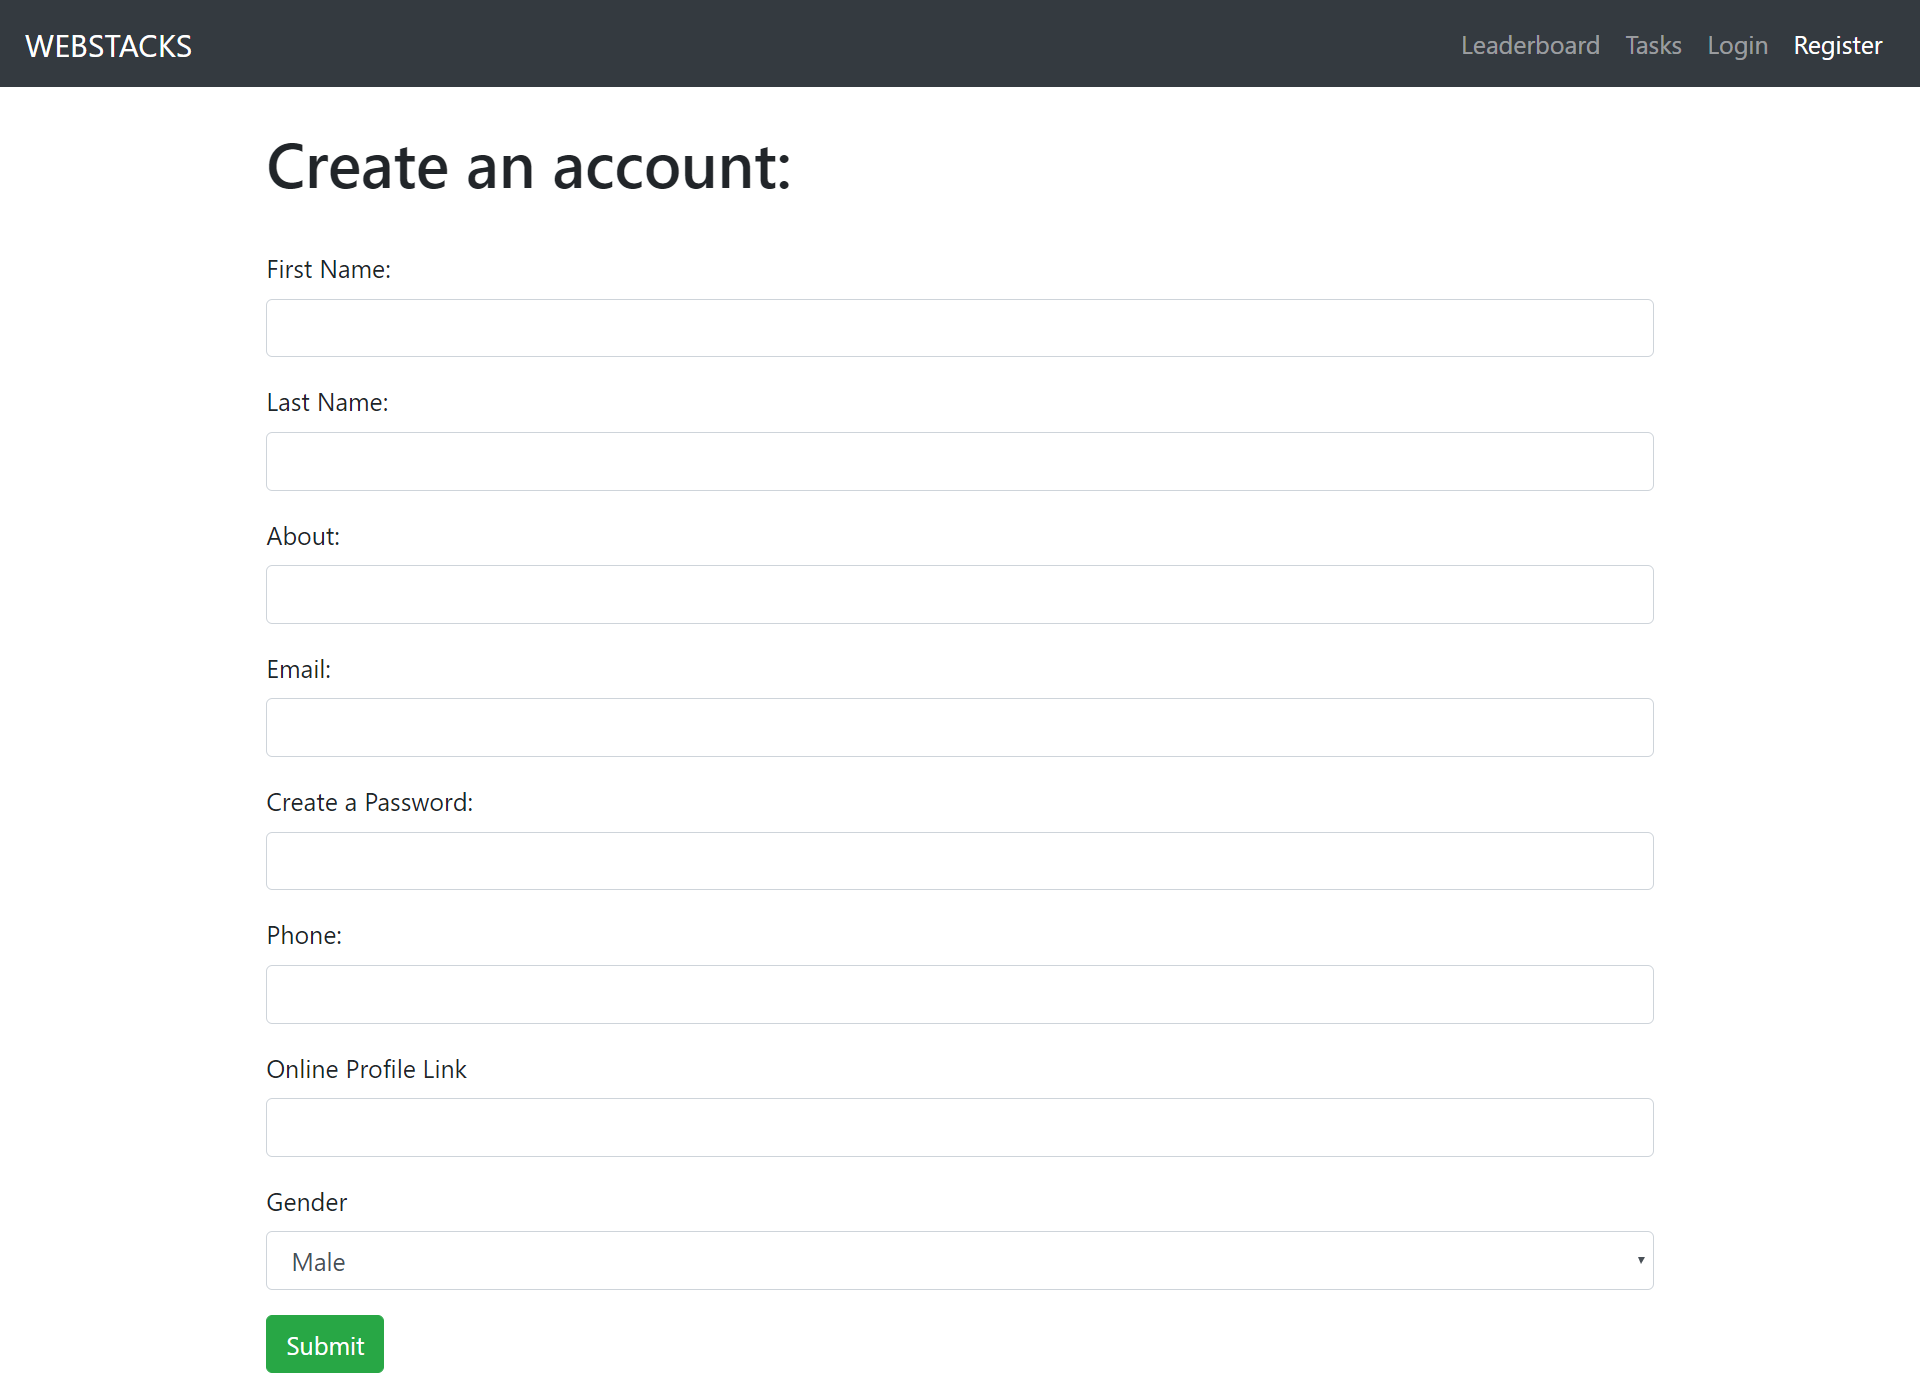 WEBSTACKS Leaderboard Tasks Login Register
Create an account:
First Name:
Last Name:
About:
Email:
Create a Password:
Phone:
Online Profile Link
Gender
Male
Submit